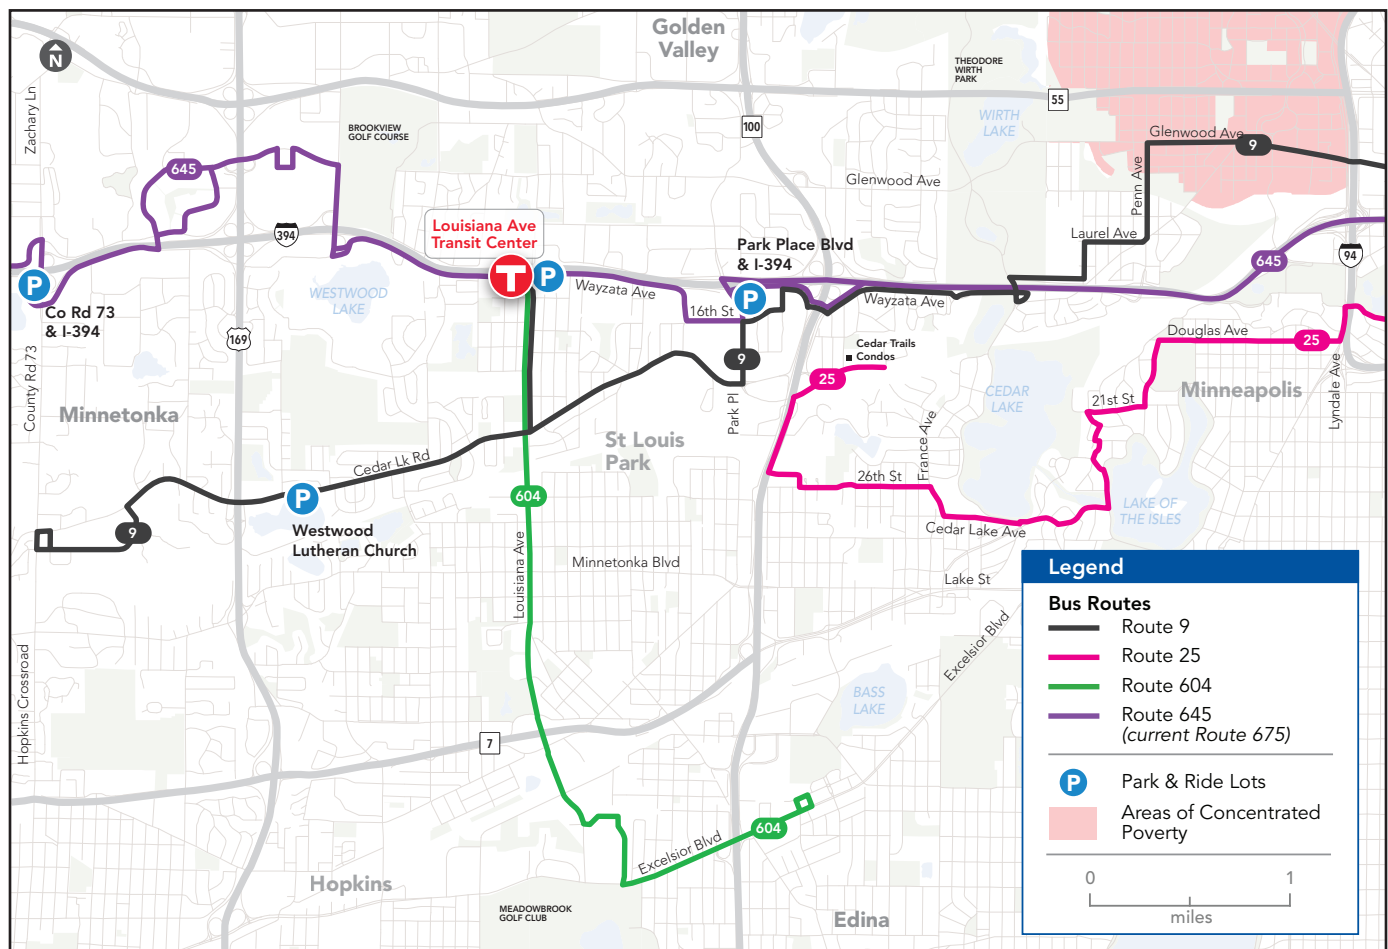 Golden
Valley
N
Zachary Ln
BROOKVIEW
GOLF COURSE
THEODORE
WIRTH
PARK
WIRTH
LAKE
55
100
Glenwood Ave
9
645
Glenwood Ave
Penn Ave
Laurel Ave
394
Louisiana Ave
Transit Center
T
P
Park Place Blvd
& I-394
P
645
94
P
Co Rd 73
& I-394
WESTWOOD
LAKE
Wayzata Ave
16th St
Wayzata Ave
169
County Rd 73
9
Cedar Trails
Condos
25
Douglas Ave
25
Lyndale Ave
Minnetonka
Park Pl
CEDAR
LAKE
Minneapolis
21st St
France Ave
St Louis
Park
Cedar Lk Rd
26th St
P
Westwood
Lutheran Church
9
604
LAKE OF
THE ISLES
Cedar Lake Ave
Louisiana Ave
Minnetonka Blvd
Lake St
Excelsior Blvd
Hopkins Crossroad
BASS
LAKE
7
604
Excelsior Blvd
Hopkins
MEADOWBROOK
GOLF CLUB
Edina
Legend
Bus Routes
Route 9
Route 25
Route 604
Route 645
(current Route 675)
P
Park & Ride Lots
Areas of Concentrated
Poverty
0 1
miles